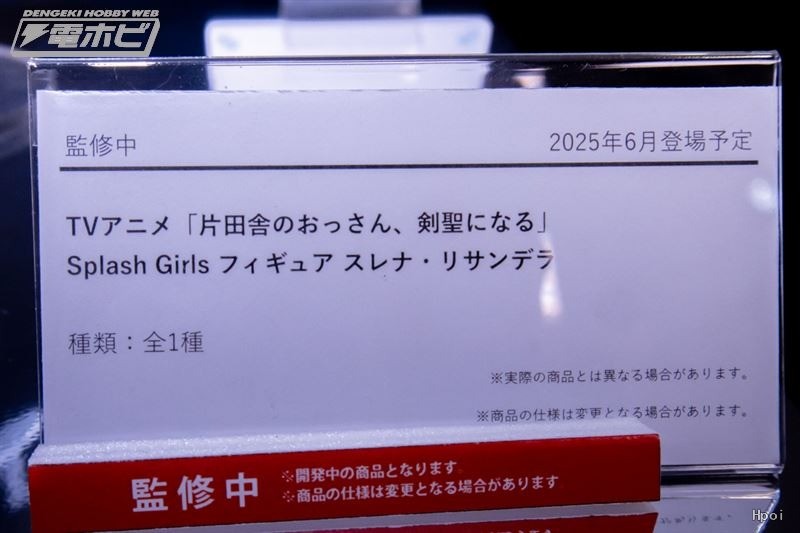 DENGEKI HOBBY WEB
電ホビ
監修中
2025年6月登場予定
TVアニメ「片田舎のおっさん、剣聖になる」
Splash Girls フィギュア スレナ・リサンデラ
種類：全1種
※実際の商品とは異なる場合があります。
※商品の仕様は変更となる場合があります。
監修中
※開発中の商品となります
※商品の仕様は変更となる場合があります
Hpoi